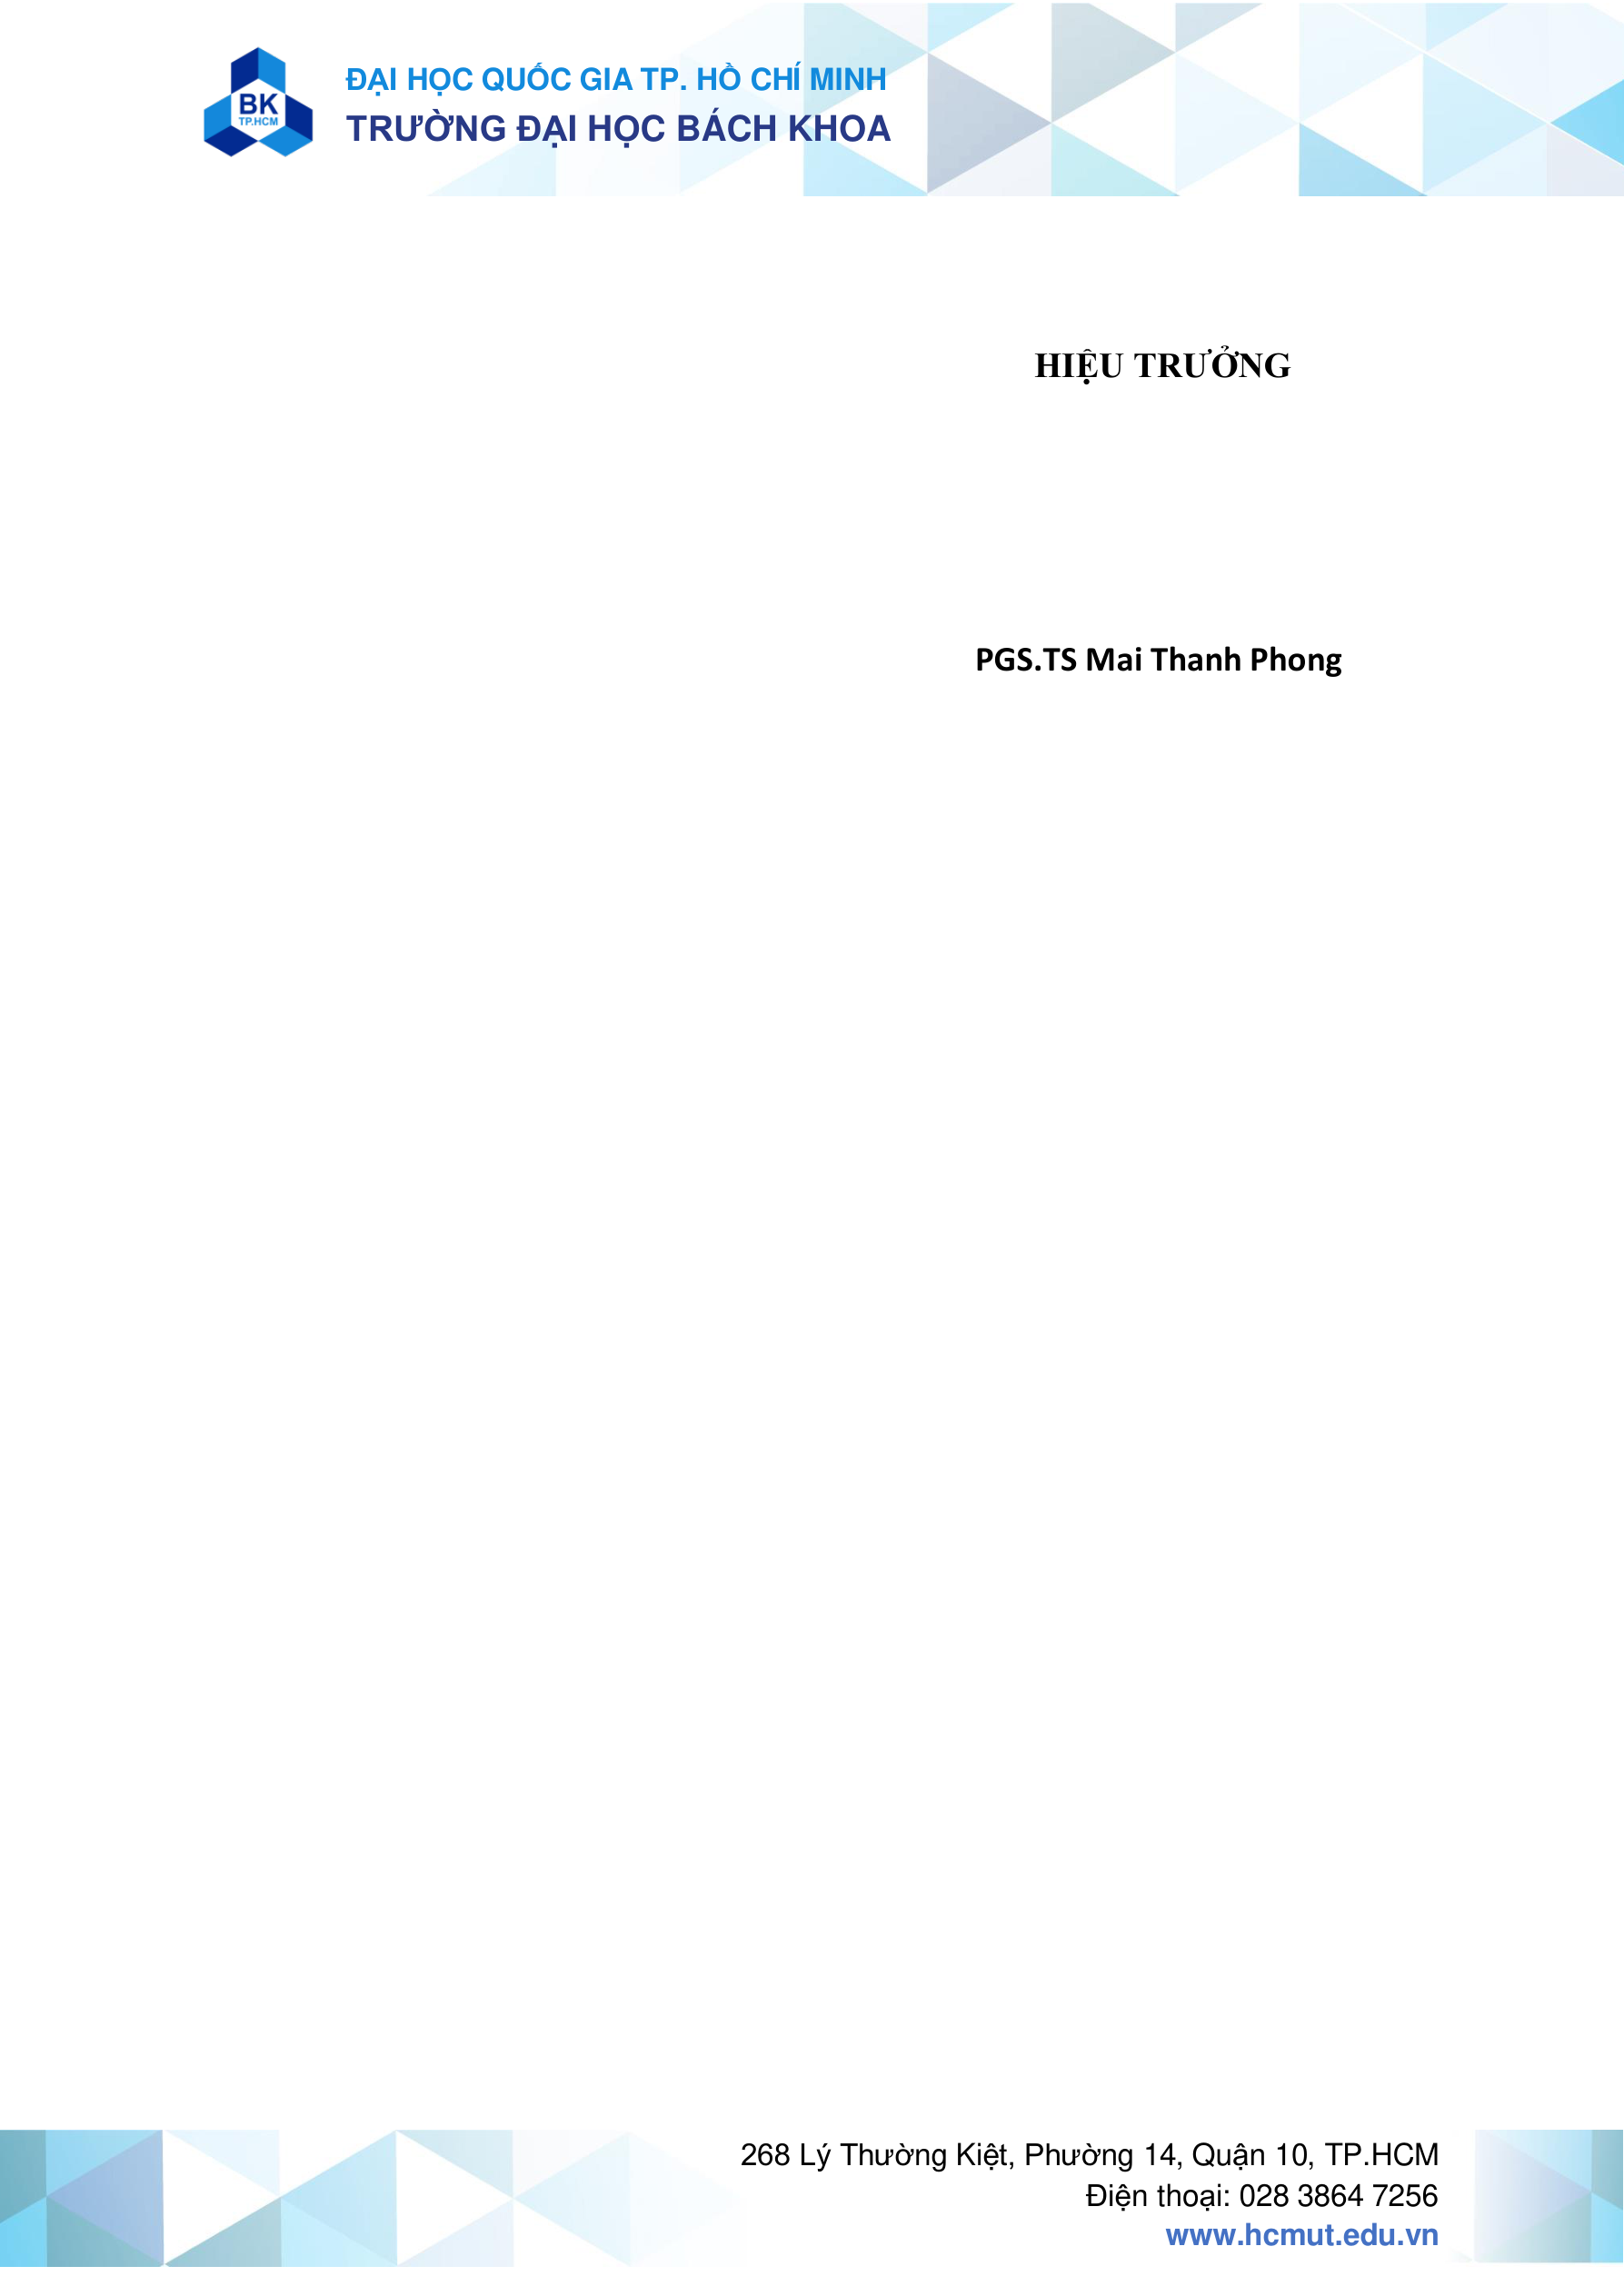 BK
TP.HCM
ĐẠI HỌC QUỐC GIA TP. HỒ CHÍ MINH
TRƯỜNG ĐẠI HỌC BÁCH KHOA
HIỆU TRƯỞNG
PGS.TS Mai Thanh Phong
268 Lý Thường Kiệt, Phường 14, Quận 10, TP.HCM
Điện thoại: 028 3864 7256
www.hcmut.edu.vn